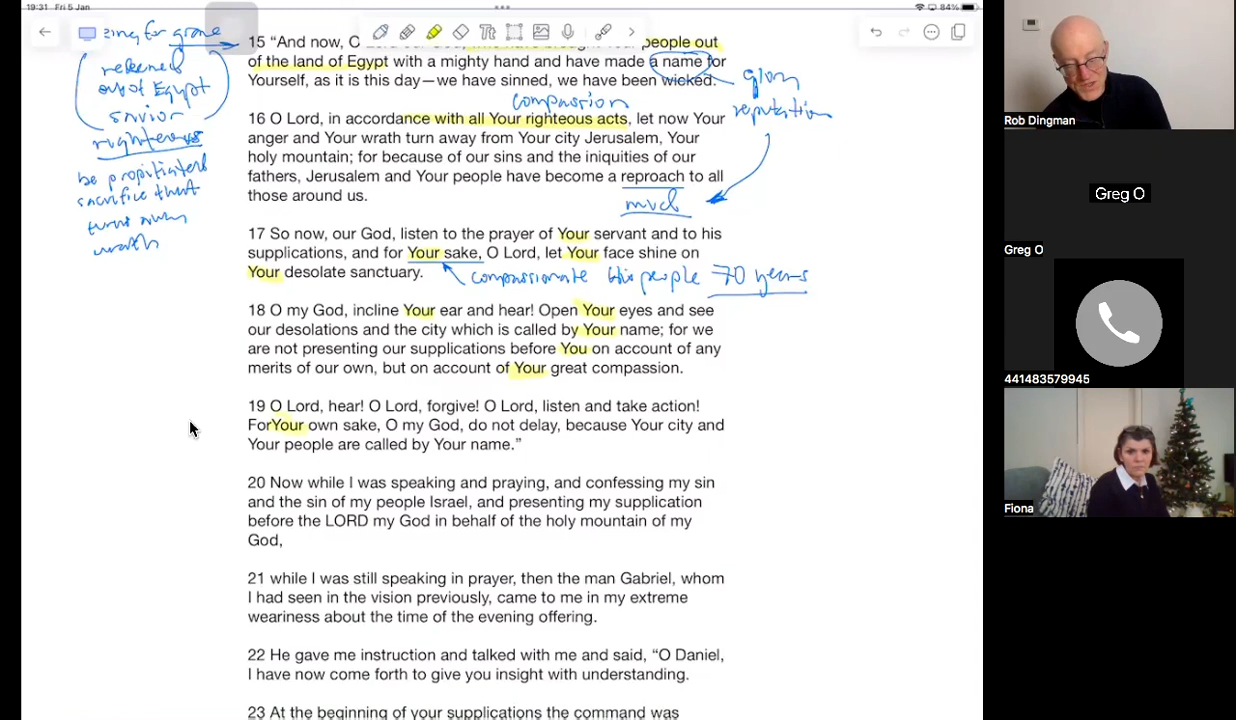 19:31 Fri 5 Jan
84%
for grace
redeemed
out of Egypt
savior
righteous
be propitiated
sacrifice that
turns away
wrath
15 “And now, O Lord our God, who have brought Your people out
of the land of Egypt with a mighty hand and have made a name for
Yourself, as it is this day—we have sinned, we have been wicked.
glory
reputation
compassion
16 O Lord, in accordance with all Your righteous acts, let now Your
anger and Your wrath turn away from Your city Jerusalem, Your
holy mountain; for because of our sins and the iniquities of our
fathers, Jerusalem and Your people have become a reproach to all
those around us.
17 So now, our God, listen to the prayer of Your servant and to his
supplications, and for Your sake, O Lord, let Your face shine on
Your desolate sanctuary.
compassionate His people 70 years
18 O my God, incline Your ear and hear! Open Your eyes and see
our desolations and the city which is called by Your name; for we
are not presenting our supplications before You on account of any
merits of our own, but on account of Your great compassion.
19 O Lord, hear! O Lord, forgive! O Lord, listen and take action!
ForYour own sake, O my God, do not delay, because Your city and
Your people are called by Your name.”
20 Now while I was speaking and praying, and confessing my sin
and the sin of my people Israel, and presenting my supplication
before the LORD my God in behalf of the holy mountain of my
God,
21 while I was still speaking in prayer, then the man Gabriel, whom
I had seen in the vision previously, came to me in my extreme
weariness about the time of the evening offering.
22 He gave me instruction and talked with me and said, “O Daniel,
I have now come forth to give you insight with understanding.
23 At the beginning of your supplications the command was
Rob Dingman
Greg O
Greg O
441483579945
Fiona